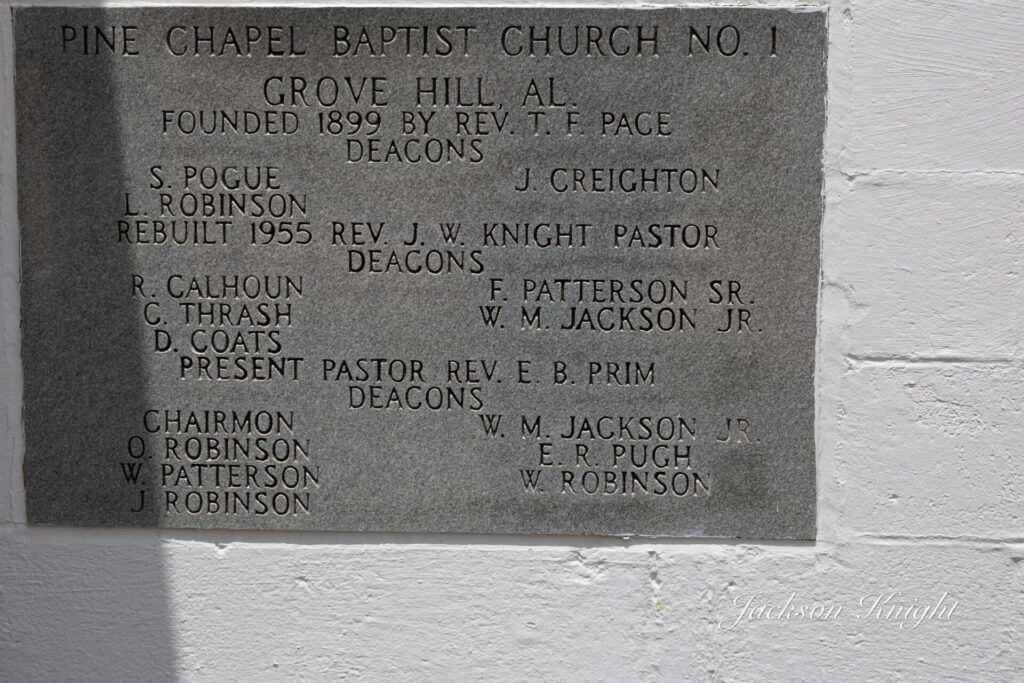 PINE CHAPEL BAPTIST CHURCH NO. 1
GROVE HILL, AL.
FOUNDED 1899 BY REV. T. F. PAGE
DEACONS
S. POGUE J. CREIGHTON
L. ROBINSON
REBUILT 1955 REV. J. W. KNIGHT PASTOR
DEACONS
R. CALHOUN F. PATTERSON SR.
C. THRASH W. M. JACKSON JR.
D. COATS
PRESENT PASTOR REV. E. B. PRIM
DEACONS
CHAIRMON W. M. JACKSON JR.
O. ROBINSON E. R. PUGH
W. PATTERSON W. ROBINSON
J ROBINSON
Jackson Knight